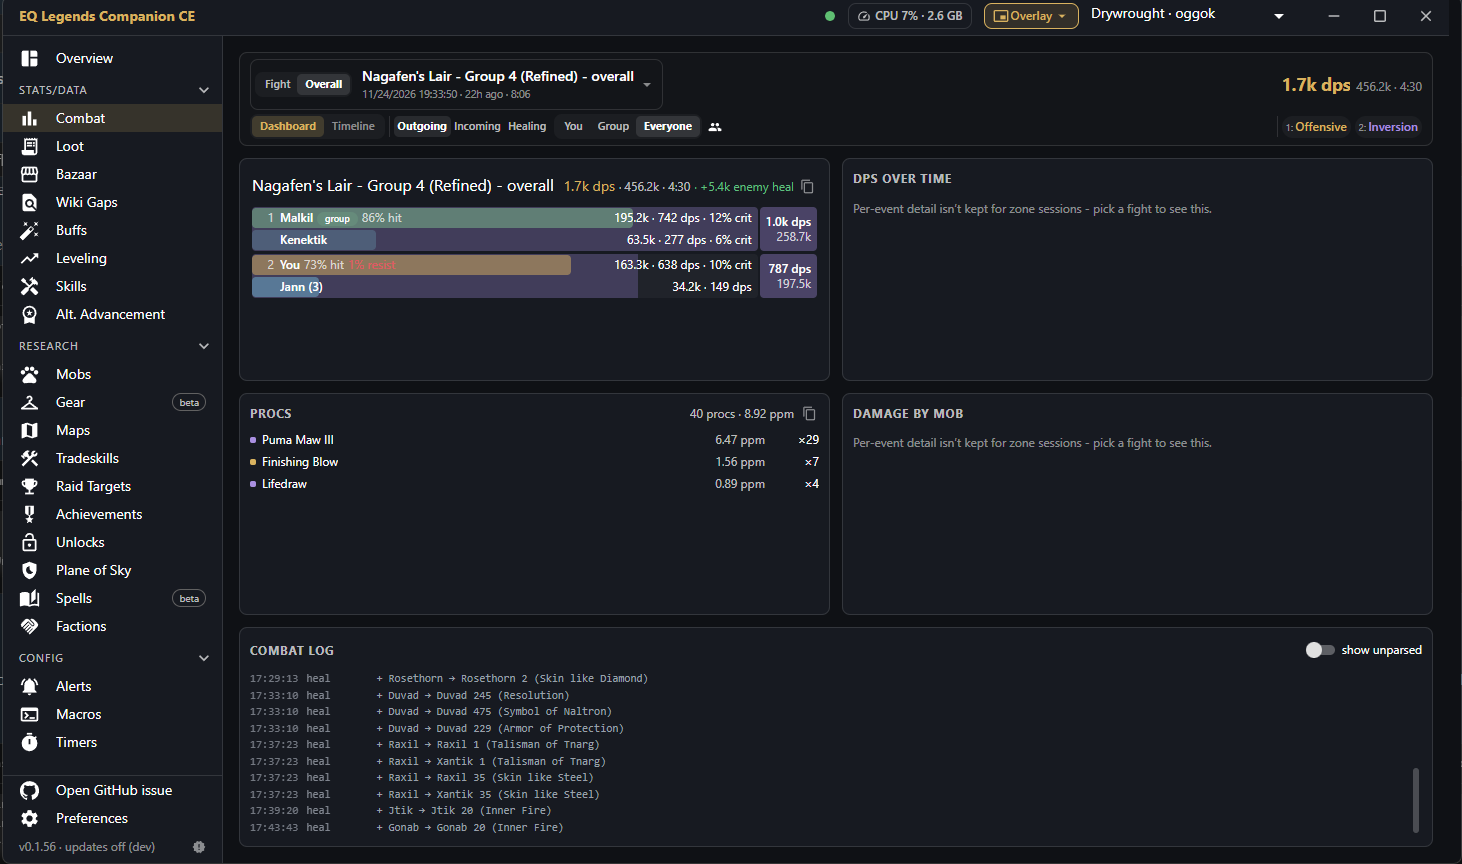 EQ Legends Companion CE
CPU 7% · 2.6 GB
Overlay
Drywrought · oggok
Overview
STATS/DATA
Combat
Loot
Bazaar
Wiki Gaps
Buffs
Leveling
Skills
Alt. Advancement
RESEARCH
Mobs
Gear beta
Maps
Tradeskills
Raid Targets
Achievements
Unlocks
Plane of Sky
Spells beta
Factions
CONFIG
Alerts
Macros
Timers
Open GitHub issue
Preferences
v0.1.56 · updates off (dev)
Fight Overall
Nagafen's Lair - Group 4 (Refined) - overall
11/24/2026 19:33:50 · 22h ago · 8:06
1.7k dps 456.2k · 4:30
Dashboard Timeline Outgoing Incoming Healing You Group Everyone
1: Offensive 2: Inversion
Nagafen's Lair - Group 4 (Refined) - overall 1.7k dps · 456.2k · 4:30 · +5.4k enemy heal
1 Malkil group 86% hit 195.2k · 742 dps · 12% crit
Kenektik 63.5k · 277 dps · 6% crit
1.0k dps
258.7k
2 You 73% hit 1% resist 163.3k · 638 dps · 10% crit
Jann (3) 34.2k · 149 dps
787 dps
197.5k
DPS OVER TIME
Per-event detail isn't kept for zone sessions - pick a fight to see this.
PROCS 40 procs · 8.92 ppm
Puma Maw III 6.47 ppm ×29
Finishing Blow 1.56 ppm ×7
Lifedraw 0.89 ppm ×4
DAMAGE BY MOB
Per-event detail isn't kept for zone sessions - pick a fight to see this.
COMBAT LOG show unparsed
17:29:13 heal + Rosethorn → Rosethorn 2 (Skin like Diamond)
17:33:10 heal + Duvad → Duvad 245 (Resolution)
17:33:10 heal + Duvad → Duvad 475 (Symbol of Naltron)
17:33:10 heal + Duvad → Duvad 229 (Armor of Protection)
17:37:23 heal + Raxil → Raxil 1 (Talisman of Tnarg)
17:37:23 heal + Raxil → Xantik 1 (Talisman of Tnarg)
17:37:23 heal + Raxil → Raxil 35 (Skin like Steel)
17:37:23 heal + Raxil → Xantik 35 (Skin like Steel)
17:39:20 heal + Jtik → Jtik 20 (Inner Fire)
17:43:43 heal + Gonab → Gonab 20 (Inner Fire)